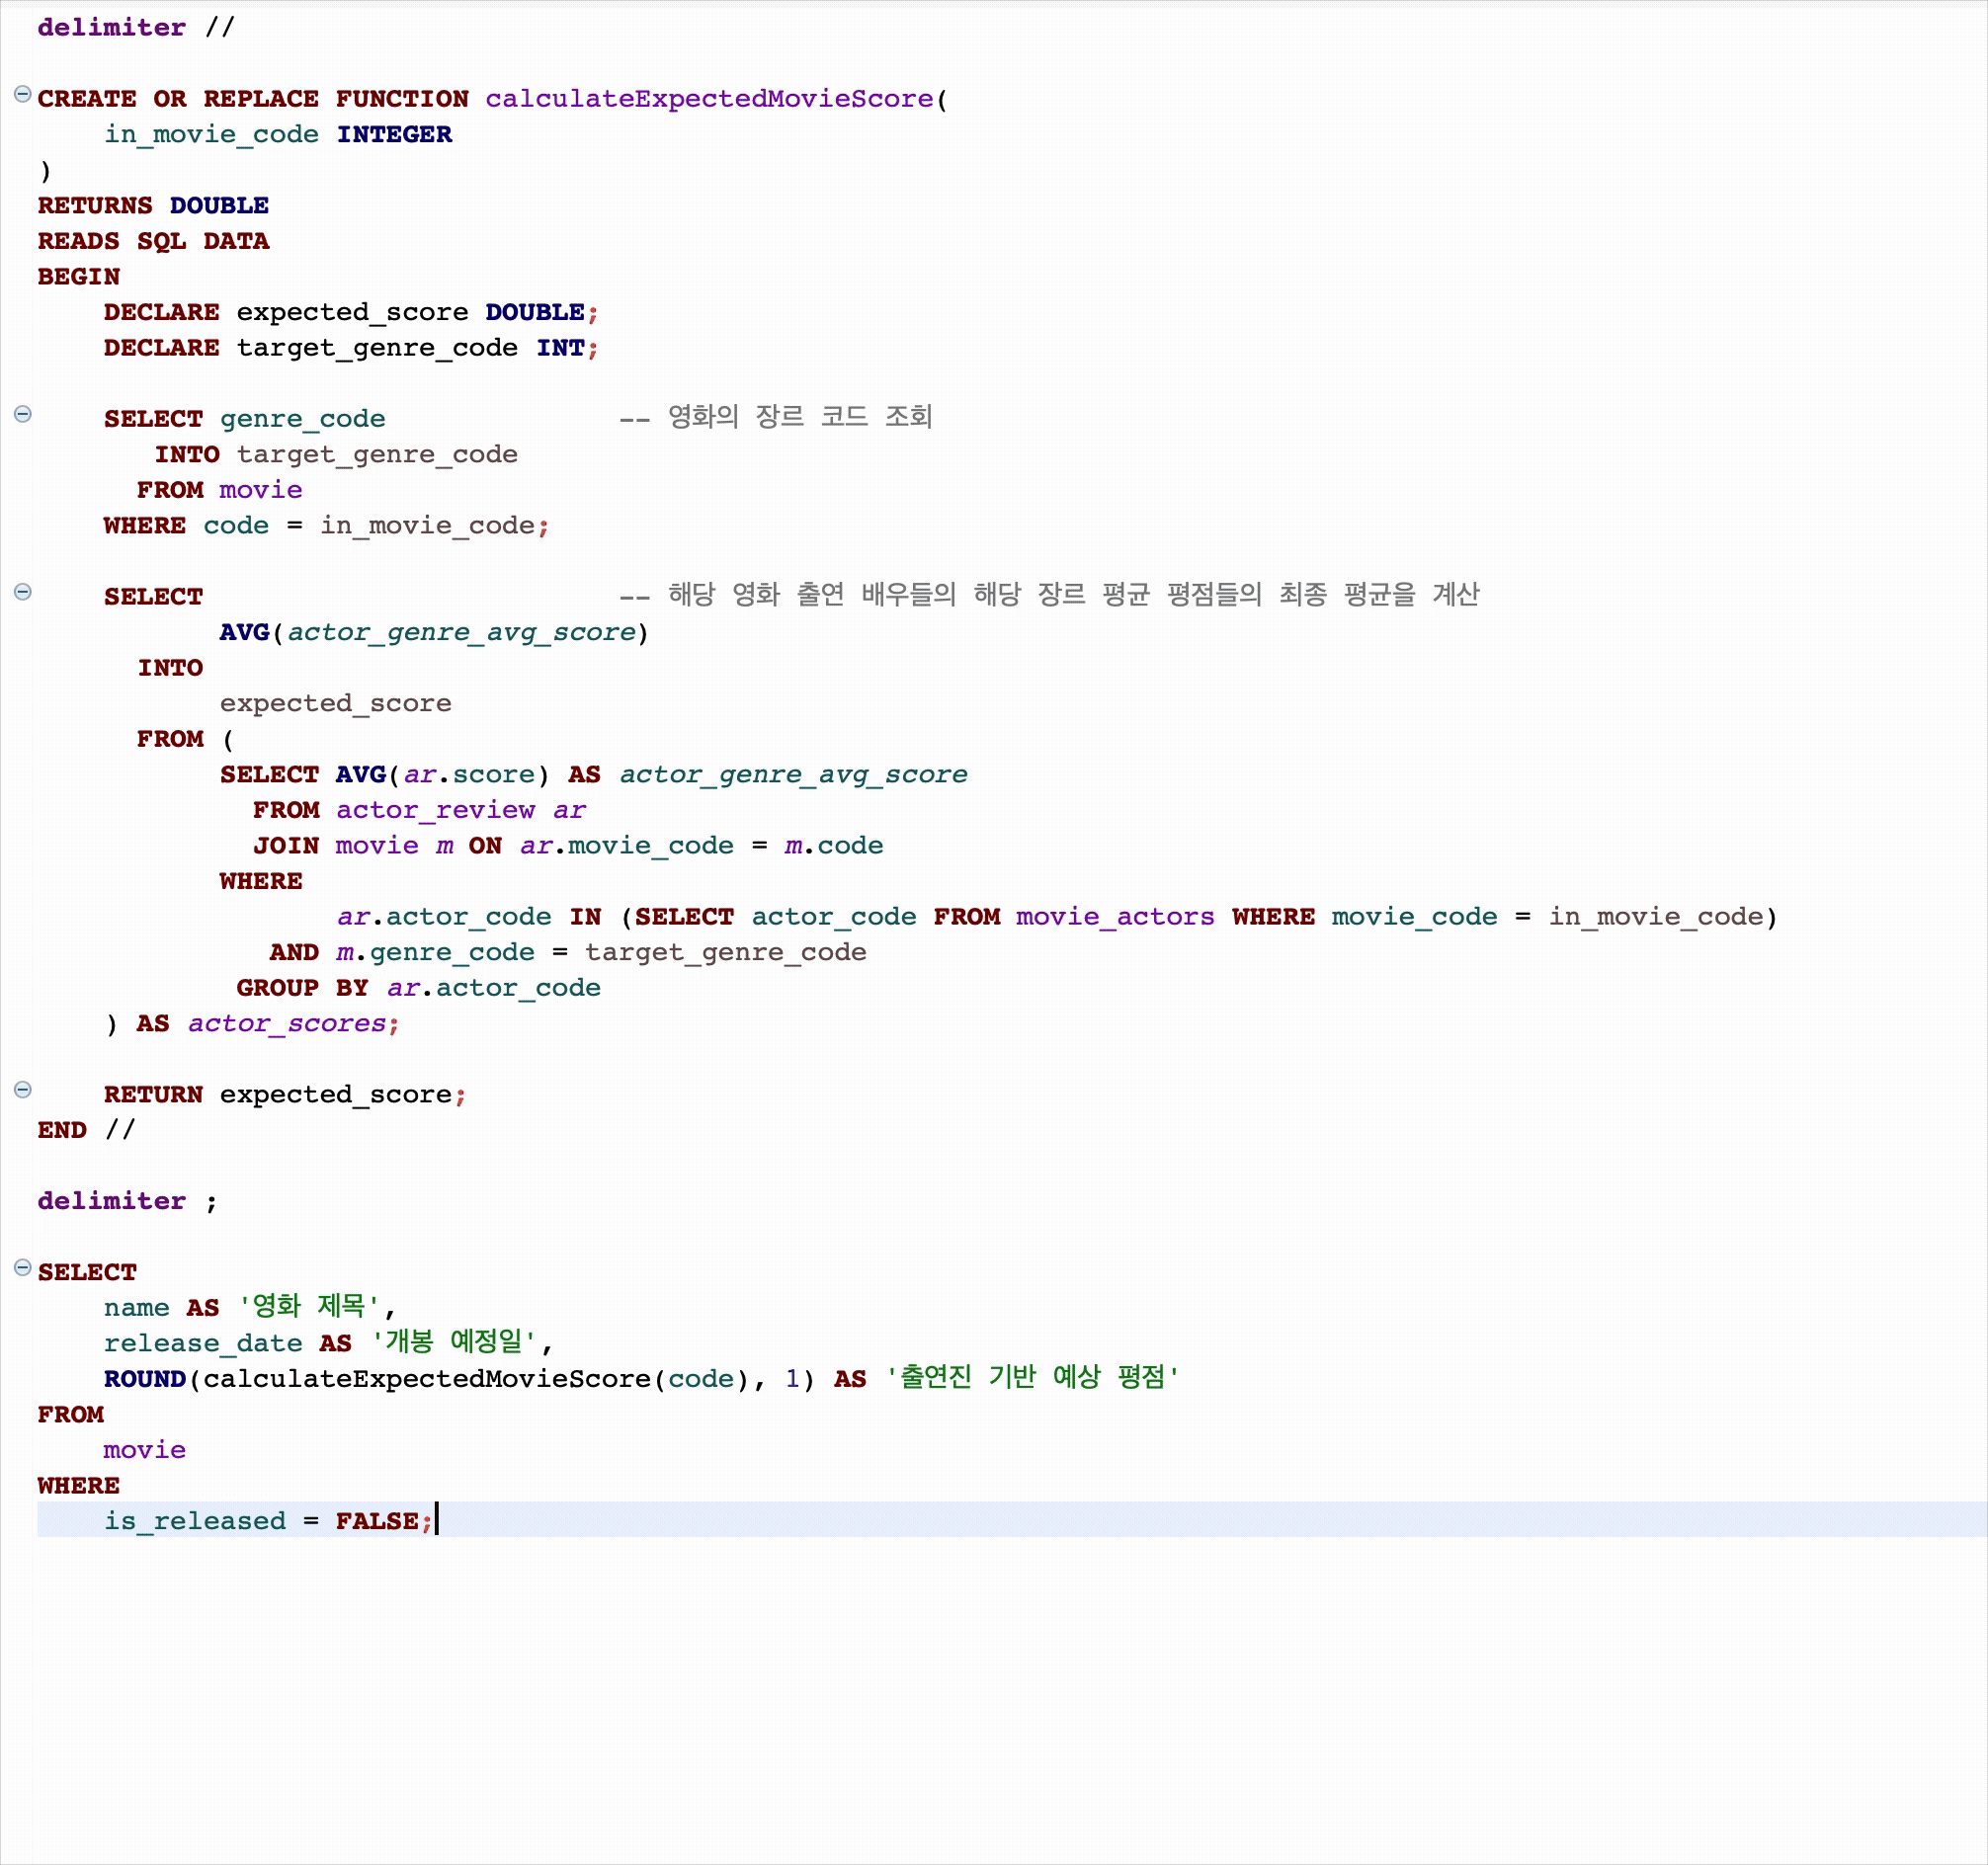 delimiter //
CREATE OR REPLACE FUNCTION calculateExpectedMovieScore(
    in_movie_code INTEGER
)
RETURNS DOUBLE
READS SQL DATA
BEGIN
    DECLARE expected_score DOUBLE;
    DECLARE target_genre_code INT;
    SELECT genre_code              -- 영화의 장르 코드 조회
       INTO target_genre_code
      FROM movie
    WHERE code = in_movie_code;
    SELECT                         -- 해당 영화 출연 배우들의 해당 장르 평균 평점들의 최종 평균을 계산
           AVG(actor_genre_avg_score)
      INTO
           expected_score
      FROM (
           SELECT AVG(ar.score) AS actor_genre_avg_score
             FROM actor_review ar
             JOIN movie m ON ar.movie_code = m.code
           WHERE
                  ar.actor_code IN (SELECT actor_code FROM movie_actors WHERE movie_code = in_movie_code)
              AND m.genre_code = target_genre_code
            GROUP BY ar.actor_code
    ) AS actor_scores;
    RETURN expected_score;
END //
delimiter ;
SELECT
    name AS '영화 제목',
    release_date AS '개봉 예정일',
    ROUND(calculateExpectedMovieScore(code), 1) AS '출연진 기반 예상 평점'
FROM
    movie
WHERE
    is_released = FALSE;